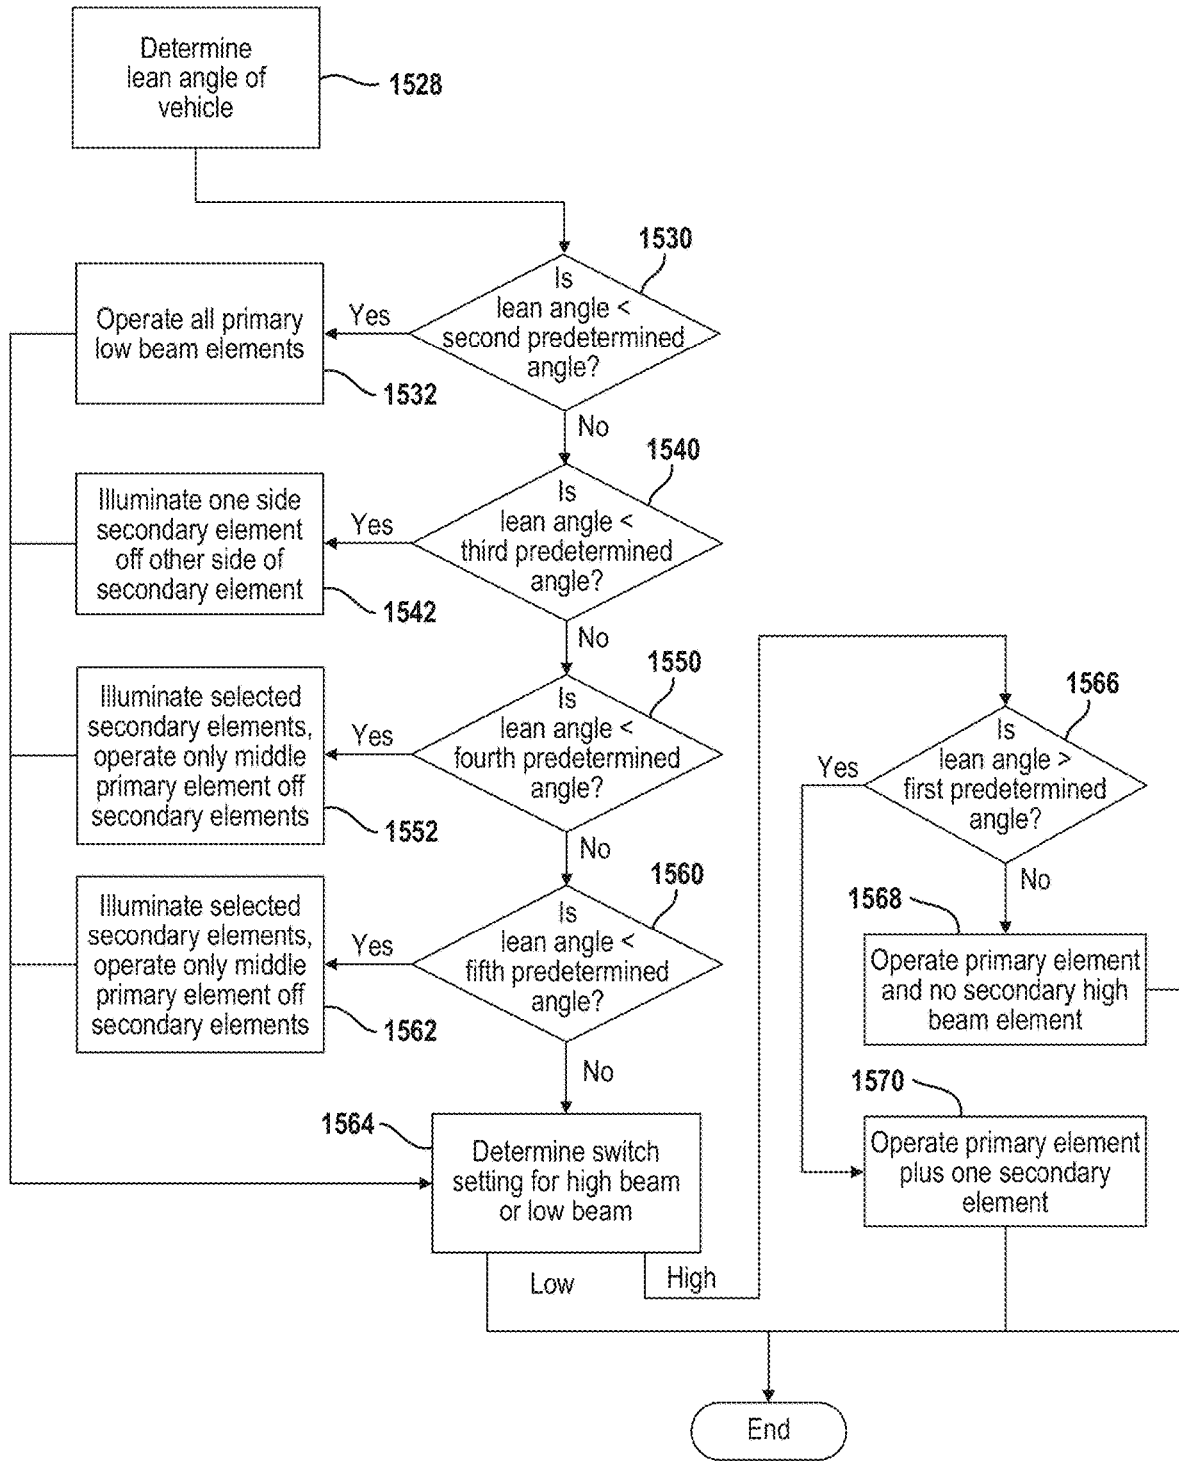 Determine
lean angle of
vehicle
1528
1530
Is
lean angle <
second predetermined
angle?
Yes
No
Operate all primary
low beam elements
1532
1540
Is
lean angle <
third predetermined
angle?
Yes
No
Illuminate one side
secondary element
off other side of
secondary element
1542
1550
Is
lean angle <
fourth predetermined
angle?
Yes
No
Illuminate selected
secondary elements,
operate only middle
primary element off
secondary elements
1552
1560
Is
lean angle <
fifth predetermined
angle?
Yes
No
Illuminate selected
secondary elements,
operate only middle
primary element off
secondary elements
1562
1564
Determine switch
setting for high beam
or low beam
Low
High
1566
Is
lean angle >
first predetermined
angle?
Yes
No
1568
Operate primary element
and no secondary high
beam element
1570
Operate primary element
plus one secondary
element
End